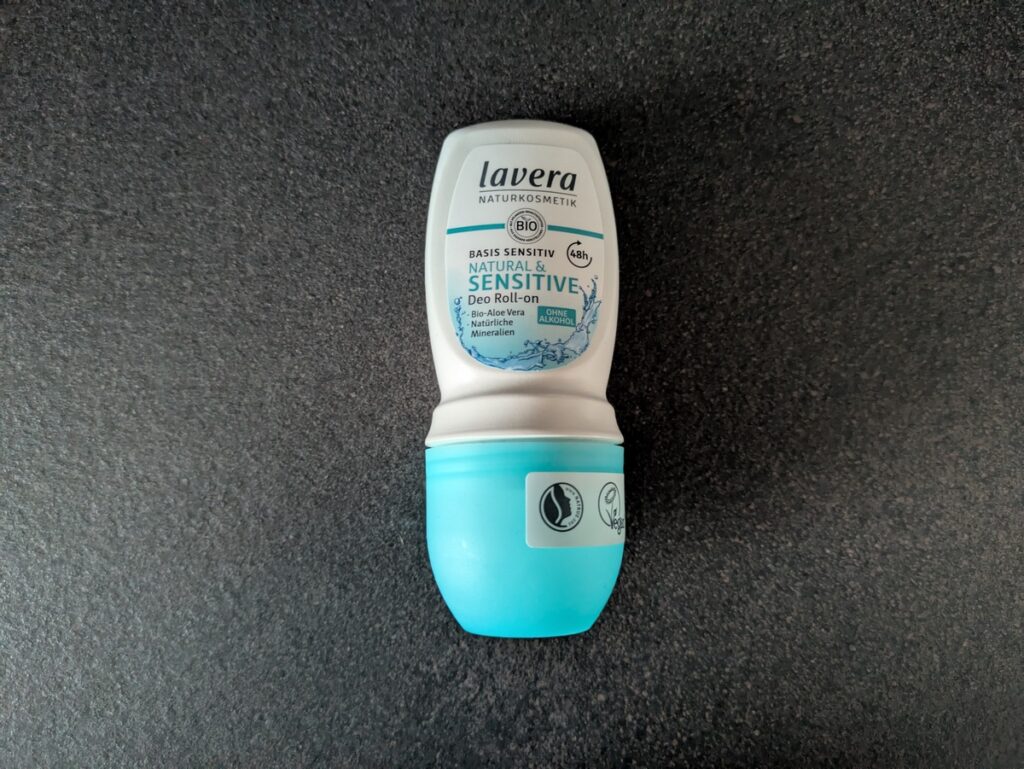 lavera
NATURKOSMETIK
BIO
BASIS SENSITIV
48h
NATURAL &
SENSITIVE
Deo Roll-on
· Bio-Aloe Vera
· Natürliche
Mineralien
OHNE
ALKOHOL